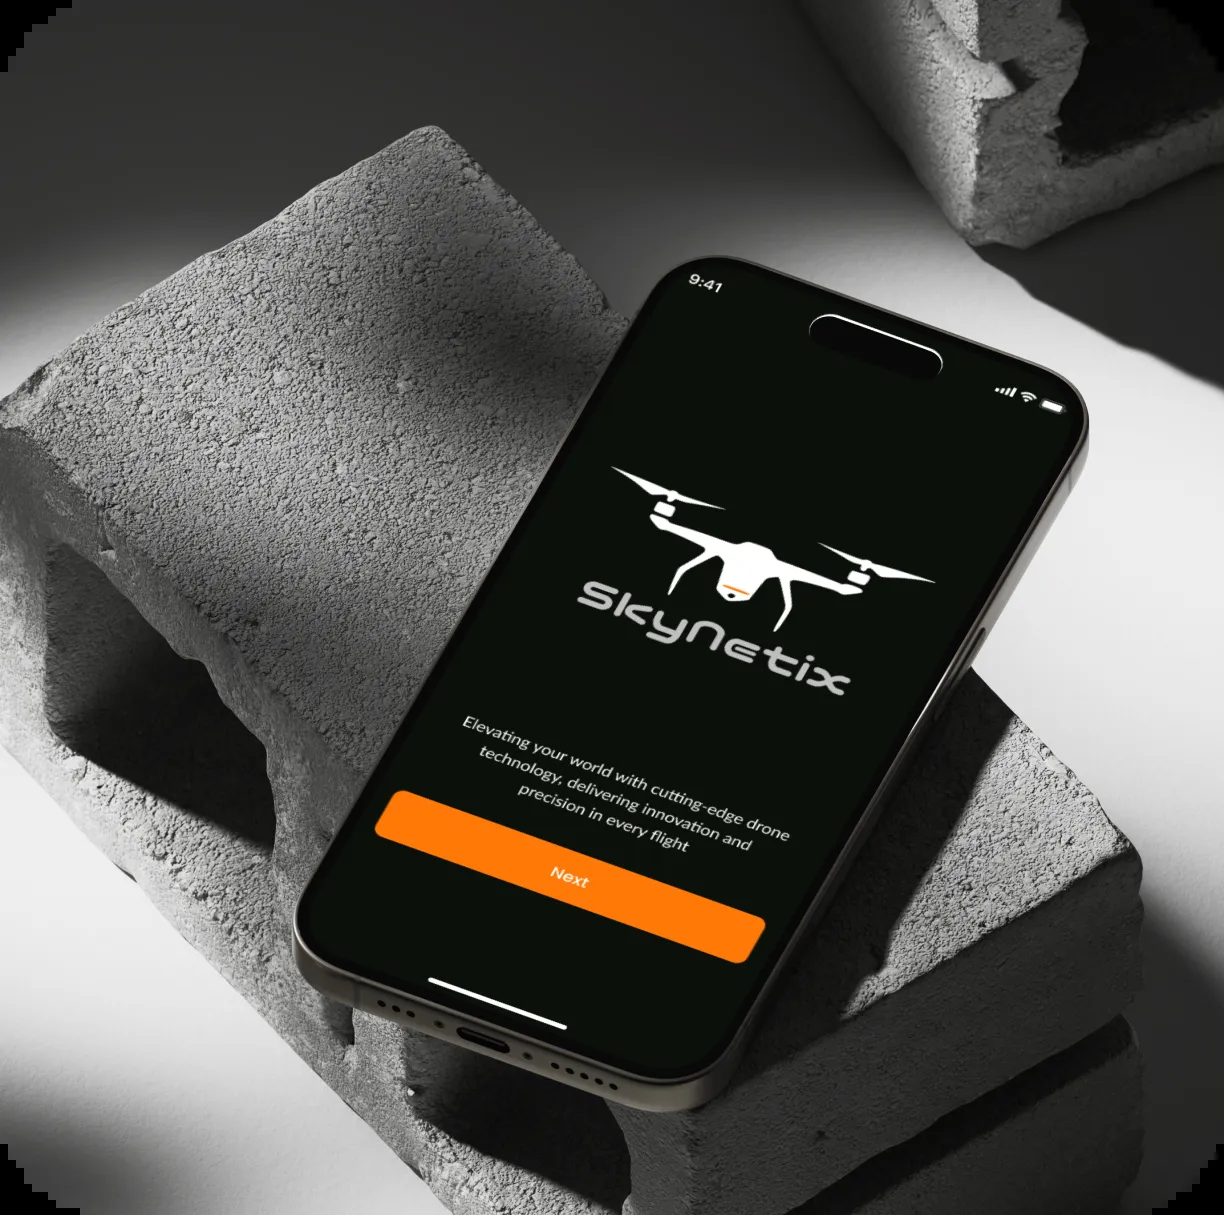 9:41
SkyNetix
Elevating your world with cutting-edge drone
technology, delivering innovation and
precision in every flight
Next